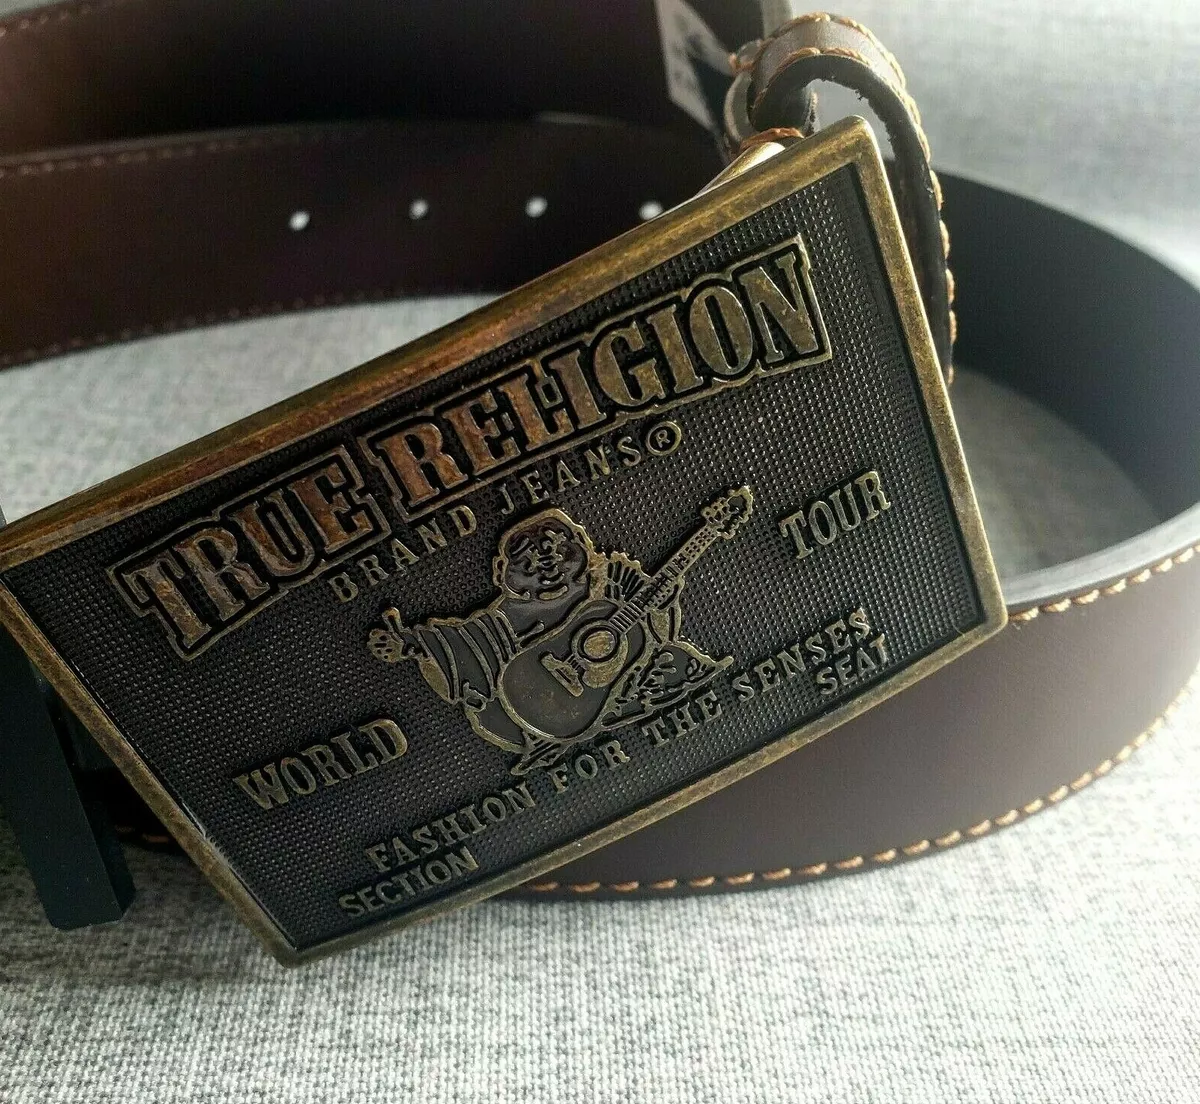 TRUE RELIGION
BRAND JEANS®
WORLD TOUR
FASHION FOR THE SENSES
SECTION SEAT